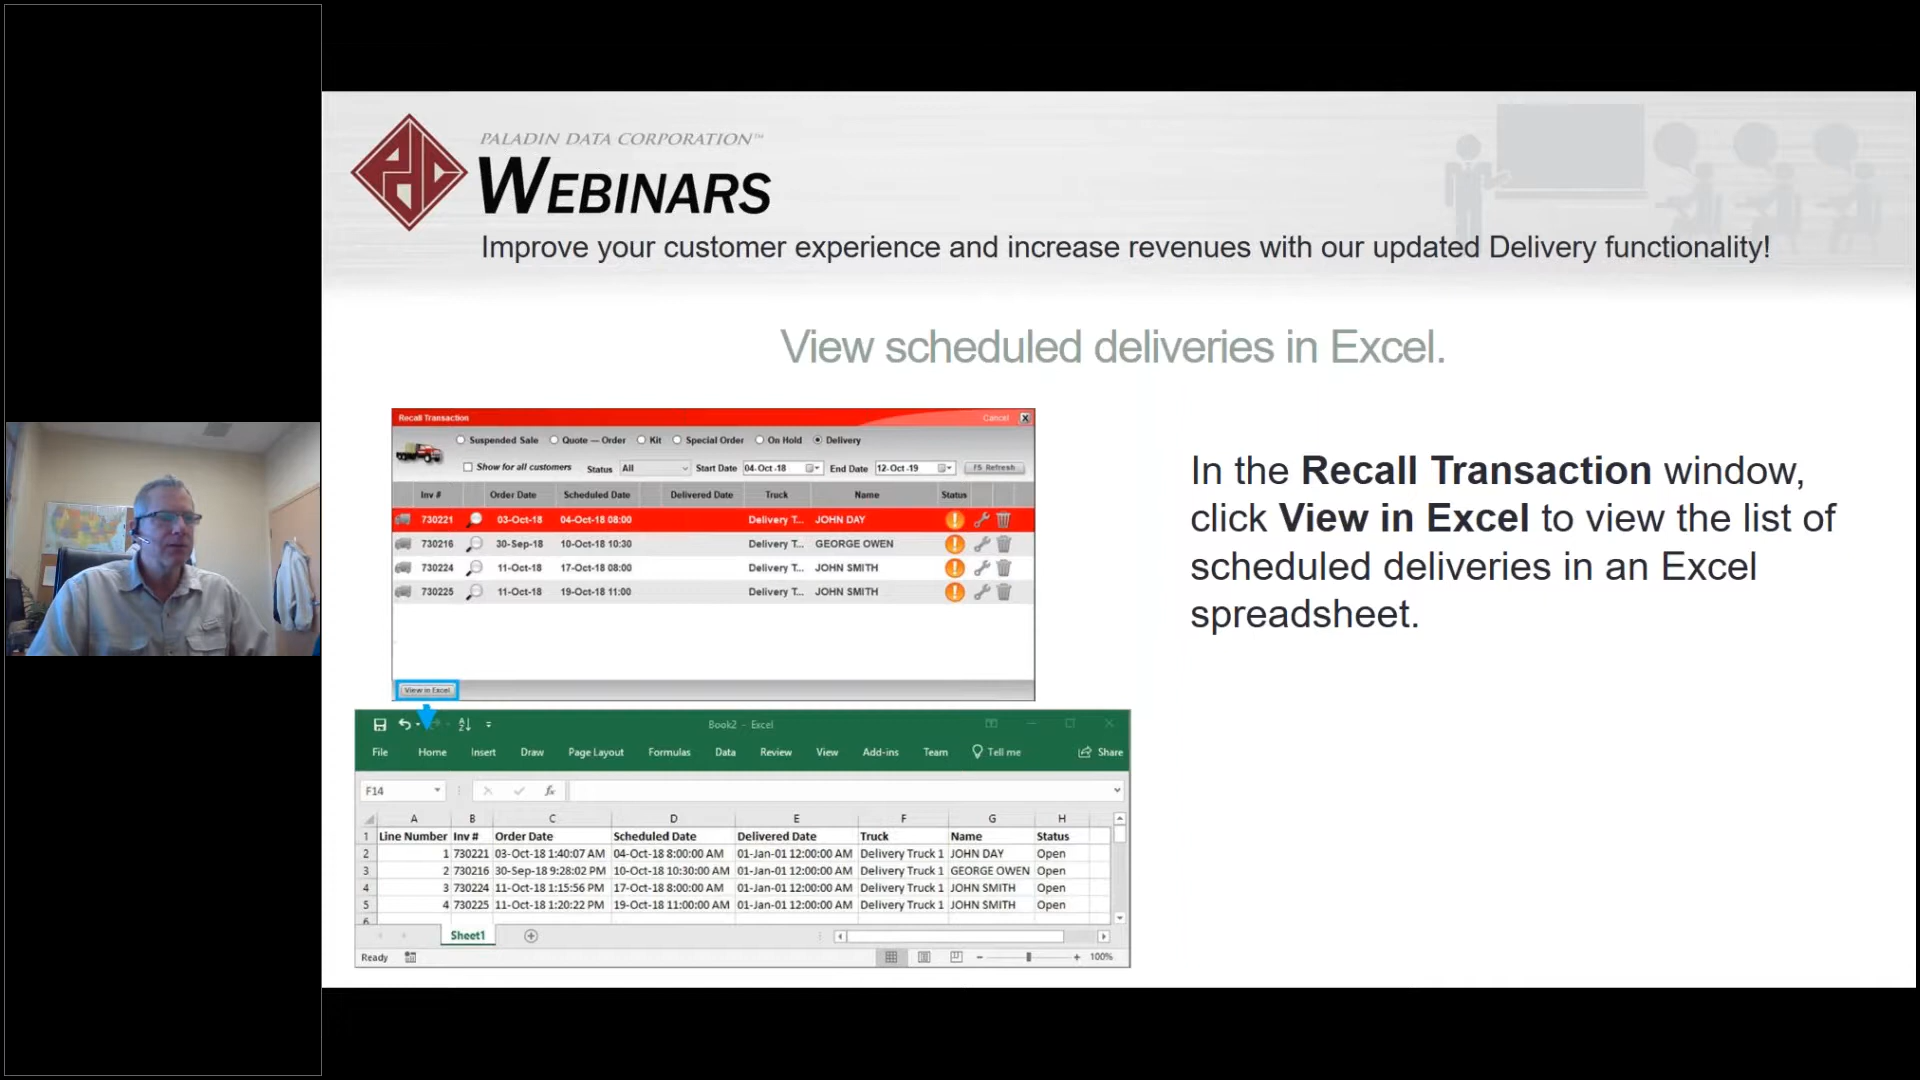 PALADIN DATA CORPORATION™
WEBINARS
Improve your customer experience and increase revenues with our updated Delivery functionality!
View scheduled deliveries in Excel.
Recall Transaction Cancel X
Suspended Sale Quote — Order Kit Special Order On Hold Delivery
Show for all customers Status All Start Date 04-Oct-18 End Date 12-Oct-19 F5 Refresh
Inv # Order Date Scheduled Date Delivered Date Truck Name Status
730221 03-Oct-18 04-Oct-18 08:00 Delivery T... JOHN DAY
730216 30-Sep-18 10-Oct-18 10:30 Delivery T... GEORGE OWEN
730224 11-Oct-18 17-Oct-18 08:00 Delivery T... JOHN SMITH
730225 11-Oct-18 19-Oct-18 11:00 Delivery T... JOHN SMITH
View in Excel
In the Recall Transaction window,
click View in Excel to view the list of
scheduled deliveries in an Excel
spreadsheet.
Book2 - Excel
File Home Insert Draw Page Layout Formulas Data Review View Add-ins Team Tell me Share
F14 fx
A B C D E F G H
1 Line Number Inv # Order Date Scheduled Date Delivered Date Truck Name Status
2 1 730221 03-Oct-18 1:40:07 AM 04-Oct-18 8:00:00 AM 01-Jan-01 12:00:00 AM Delivery Truck 1 JOHN DAY Open
3 2 730216 30-Sep-18 9:28:02 PM 10-Oct-18 10:30:00 AM 01-Jan-01 12:00:00 AM Delivery Truck 1 GEORGE OWEN Open
4 3 730224 11-Oct-18 1:15:56 PM 17-Oct-18 8:00:00 AM 01-Jan-01 12:00:00 AM Delivery Truck 1 JOHN SMITH Open
5 4 730225 11-Oct-18 1:20:22 PM 19-Oct-18 11:00:00 AM 01-Jan-01 12:00:00 AM Delivery Truck 1 JOHN SMITH Open
6
Sheet1
Ready 100%